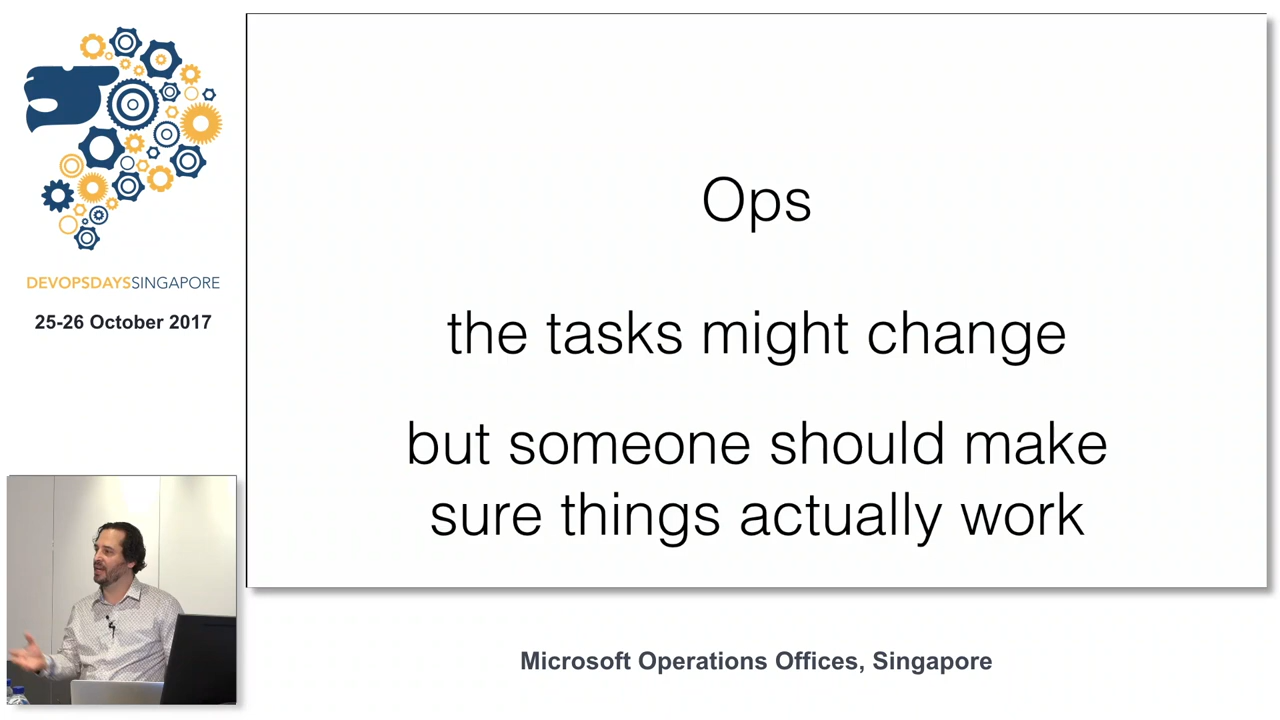 DEVOPSDAYSSINGAPORE
25-26 October 2017
Ops
the tasks might change
but someone should make
sure things actually work
Microsoft Operations Offices, Singapore